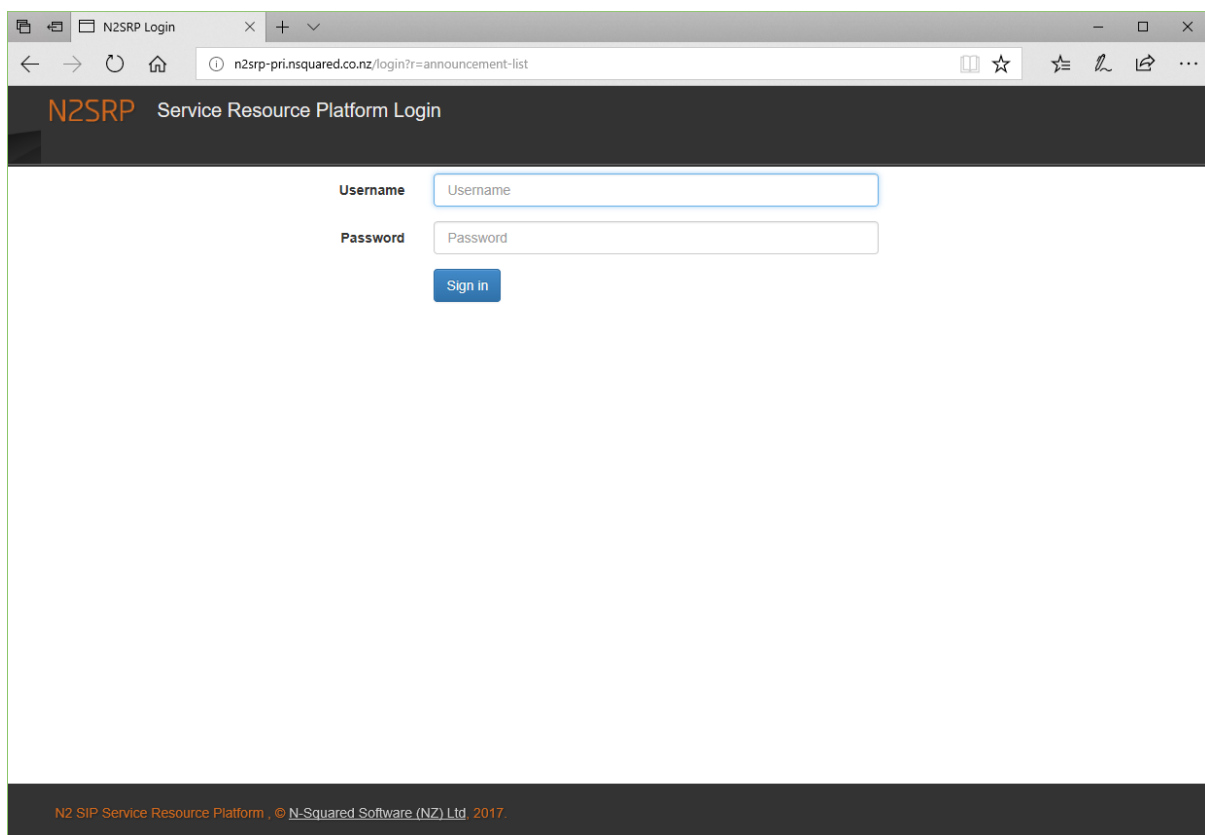 N2SRP Login
n2srp-pri.nsquared.co.nz/login?r=announcement-list
N2SRP Service Resource Platform Login
Username Username
Password Password
Sign in
N2 SIP Service Resource Platform , © N-Squared Software (NZ) Ltd, 2017.